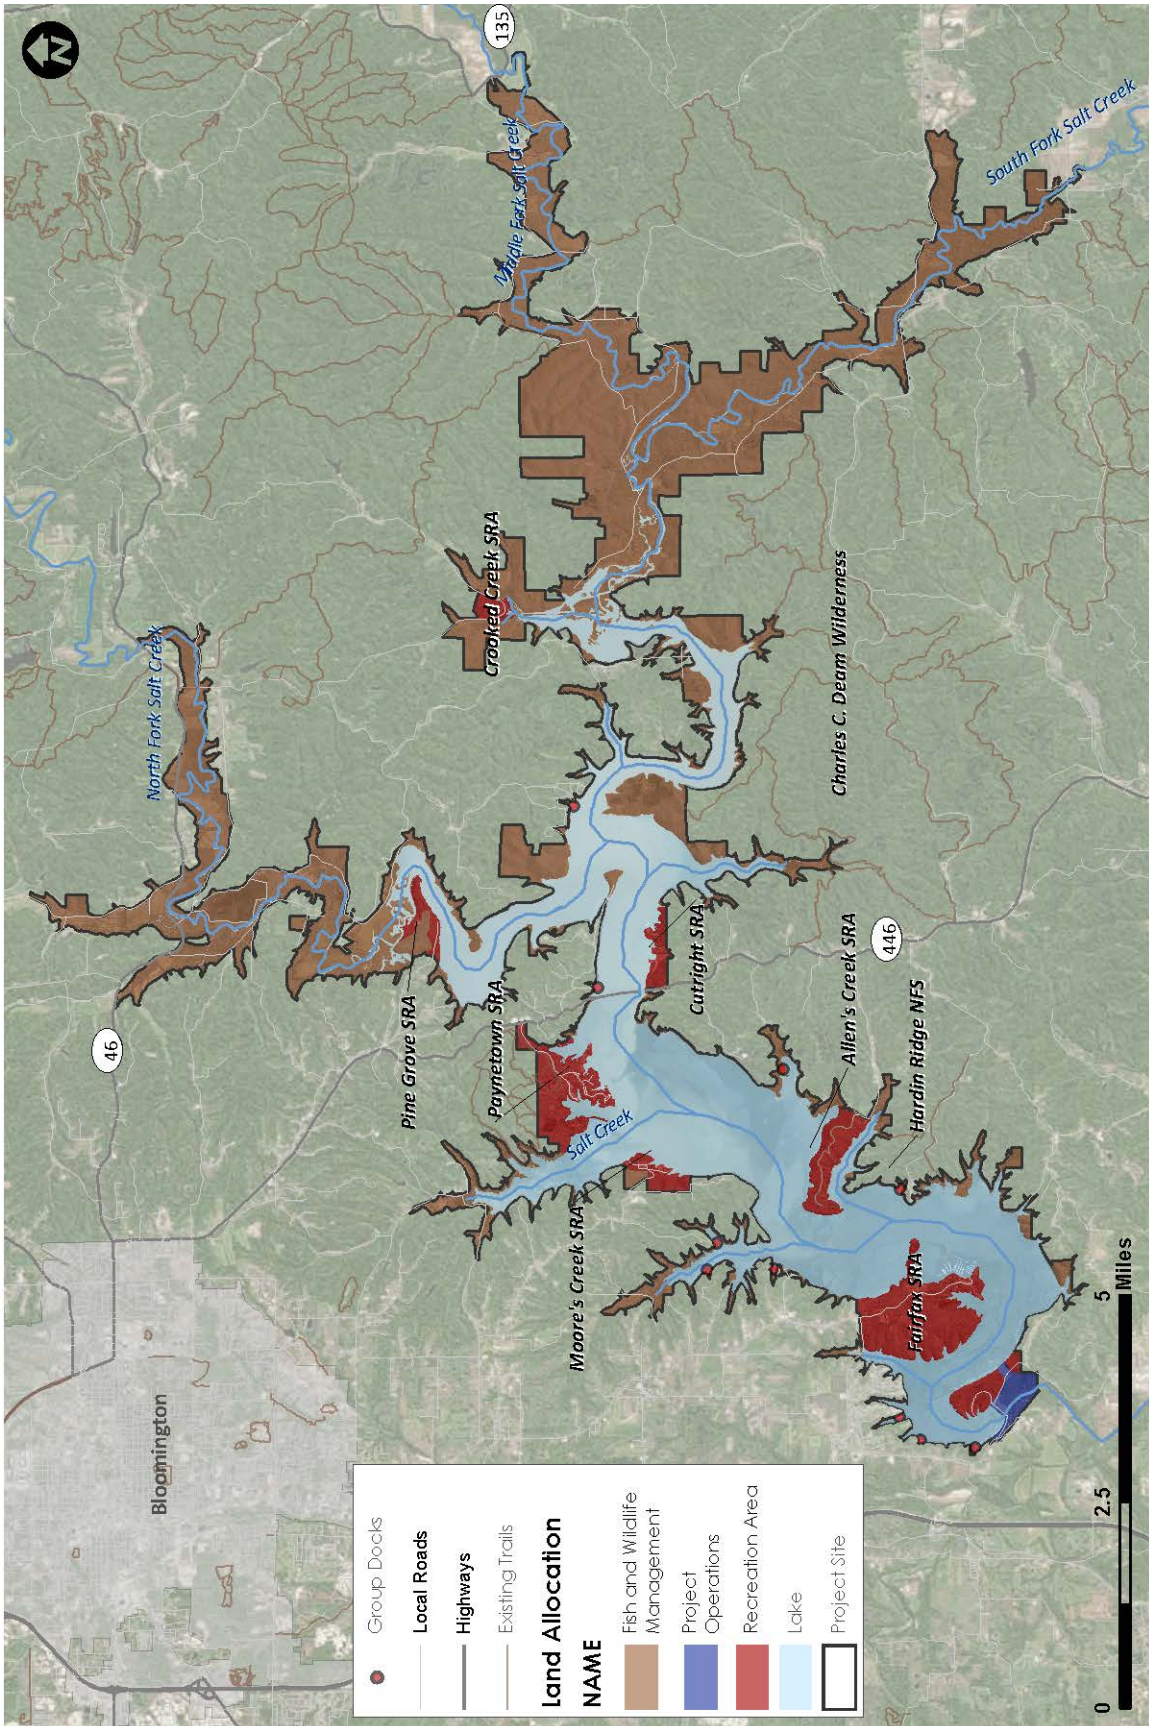 N
135
Middle Fork Salt Creek
South Fork Salt Creek
North Fork Salt Creek
Crooked Creek SRA
46
Pine Grove SRA
Paynetown SRA
Cutright SRA
Charles C. Deam Wilderness
446
Allen's Creek SRA
Hardin Ridge NFS
Salt Creek
Moore's Creek SRA
Fairfax SRA
Bloomington
Group Docks
Local Roads
Highways
Existing Trails
Land Allocation
NAME
Fish and Wildlife
Management
Project
Operations
Recreation Area
Lake
Project Site
0
2.5
5
Miles